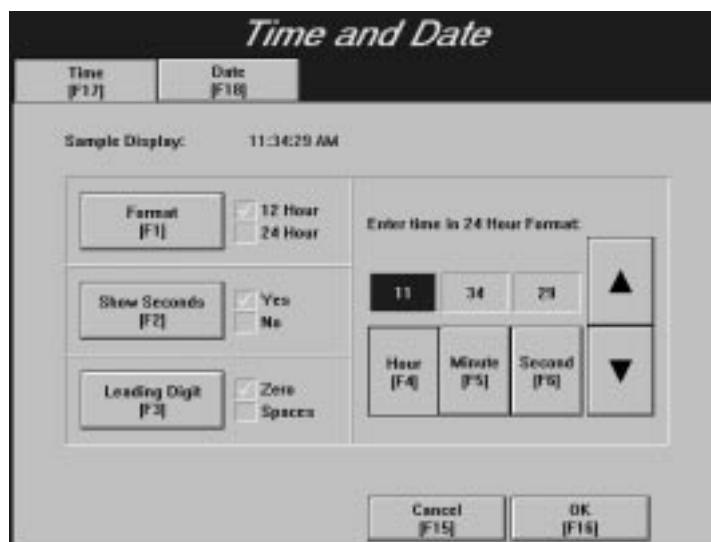 Time and Date
Time
[F17]
Date
[F18]
Sample Display: 11:34:29 AM
Format
[F1]
12 Hour
24 Hour
Enter time in 24 Hour Format:
Show Seconds
[F2]
Yes
No
11 34 29
Leading Digit
[F3]
Zero
Spaces
Hour
[F4]
Minute
[F5]
Second
[F6]
Cancel
[F15]
OK
[F16]